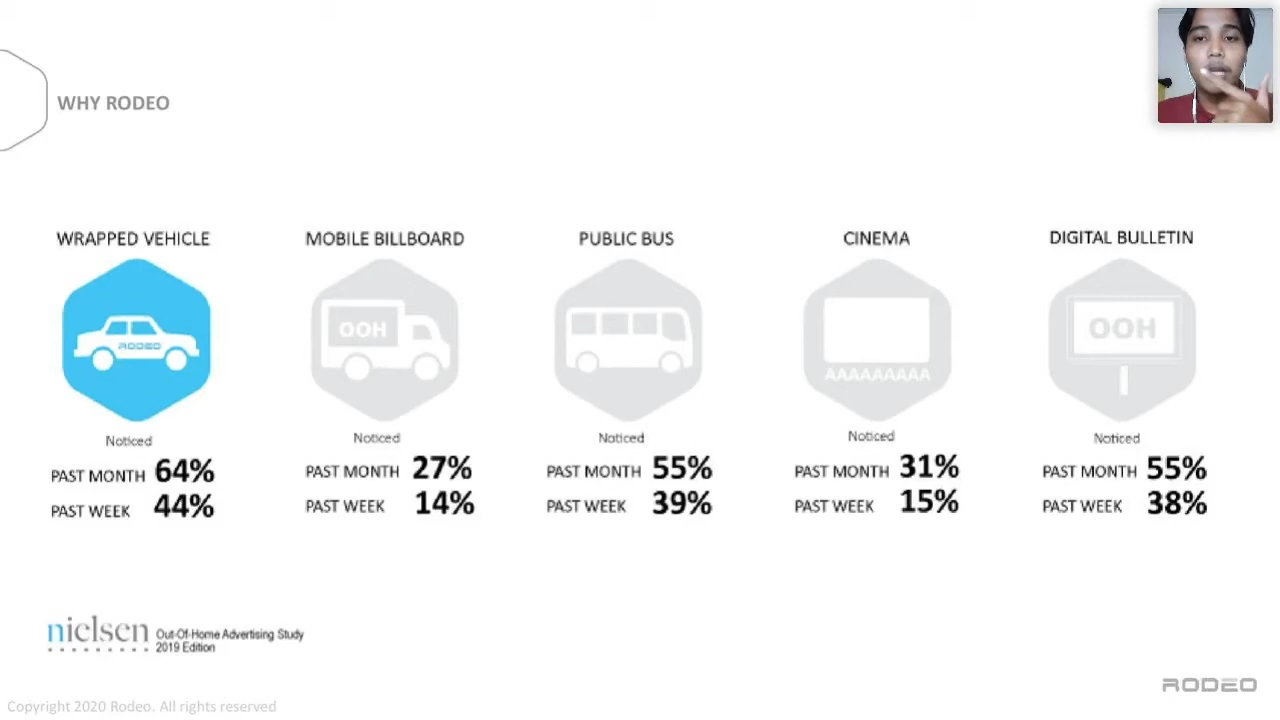 WHY RODEO
WRAPPED VEHICLE
RODEO
Noticed
PAST MONTH 64%
PAST WEEK 44%
MOBILE BILLBOARD
OOH
Noticed
PAST MONTH 27%
PAST WEEK 14%
PUBLIC BUS
Noticed
PAST MONTH 55%
PAST WEEK 39%
CINEMA
AAAAAAAAA
Noticed
PAST MONTH 31%
PAST WEEK 15%
DIGITAL BULLETIN
OOH
Noticed
PAST MONTH 55%
PAST WEEK 38%
nielsen
Out-Of-Home Advertising Study
2019 Edition
RODEO
Copyright 2020 Rodeo. All rights reserved